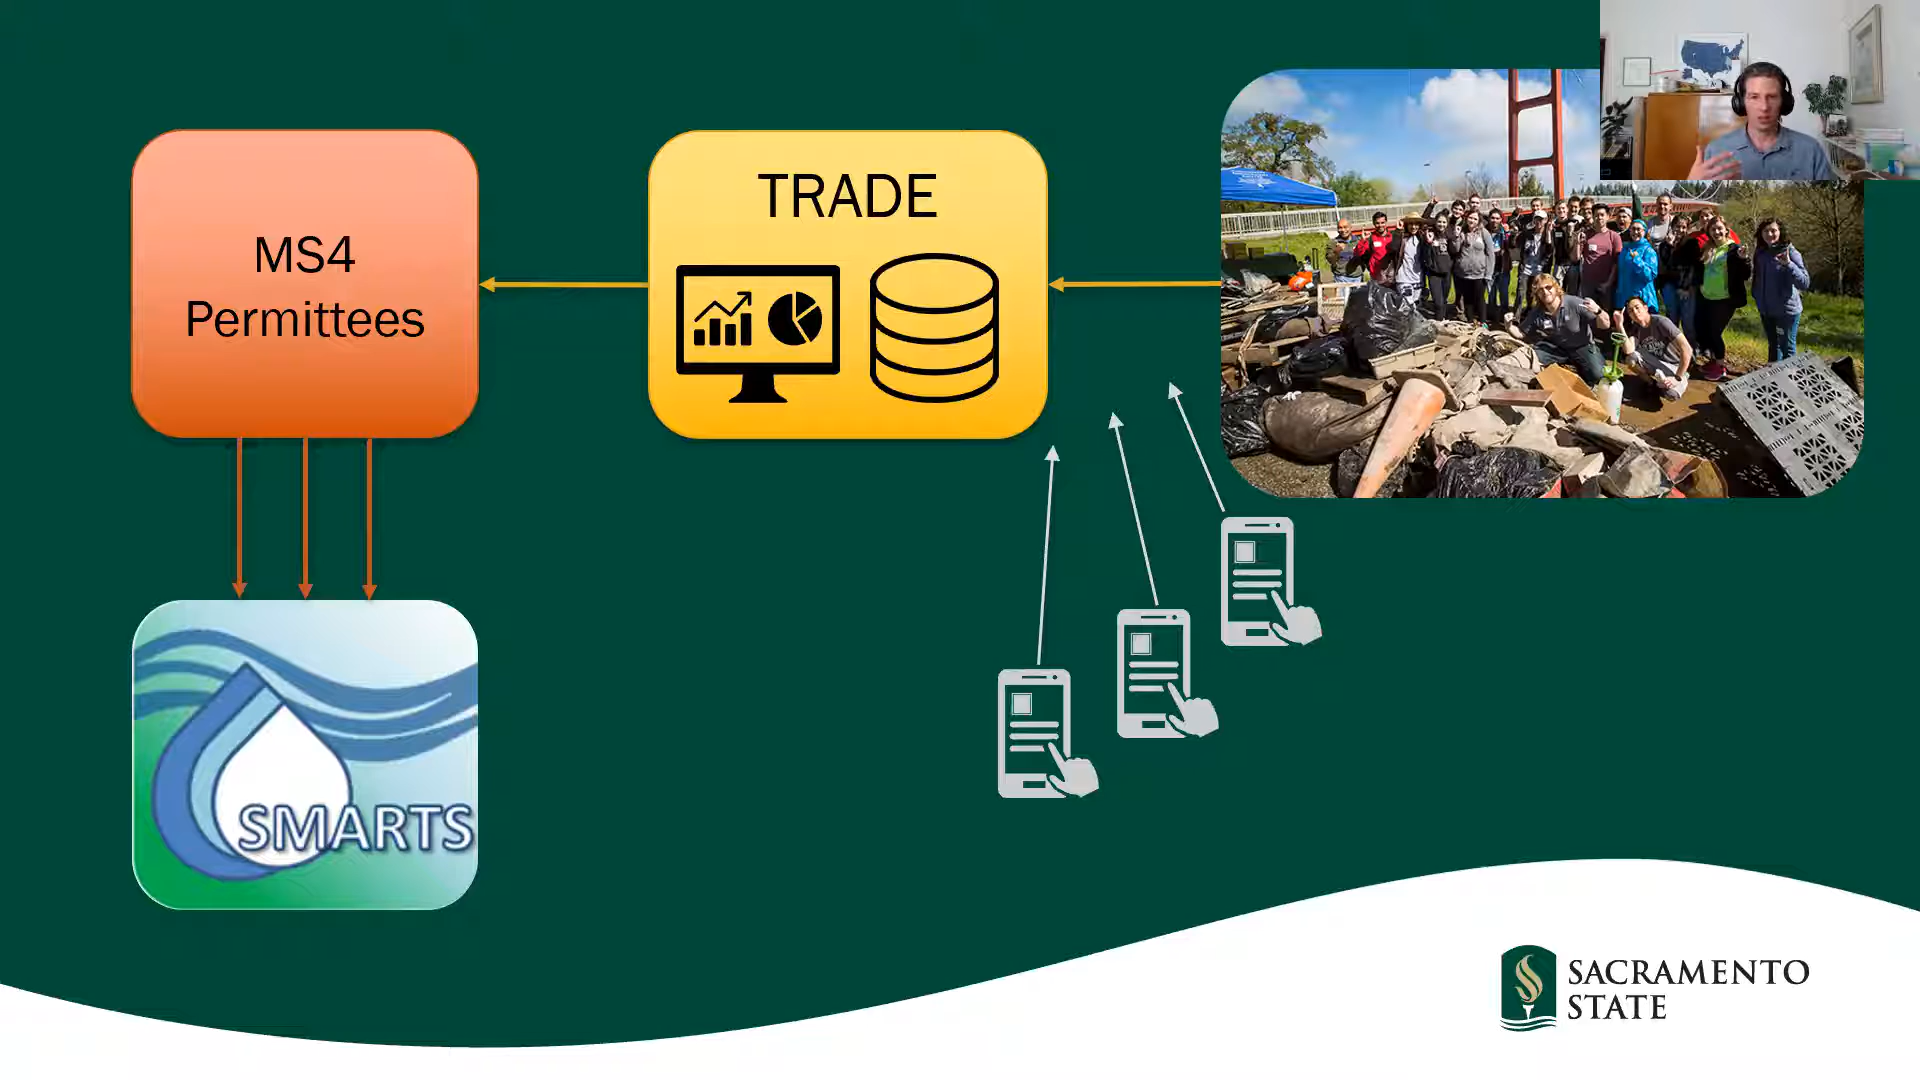 MS4
Permittees
TRADE
SMARTS
SACRAMENTO
STATE